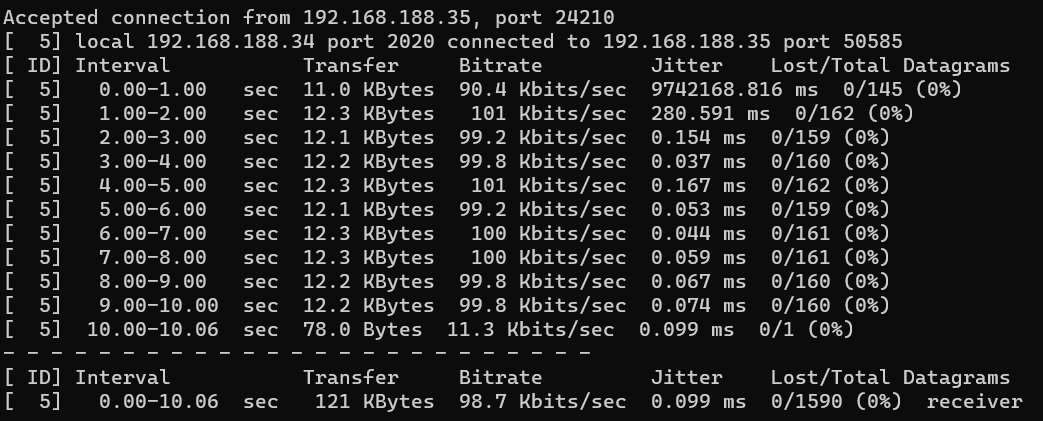 Accepted connection from 192.168.188.35, port 24210
[  5] local 192.168.188.34 port 2020 connected to 192.168.188.35 port 50585
[ ID] Interval           Transfer     Bitrate         Jitter    Lost/Total Datagrams
[  5]   0.00-1.00   sec  11.0 KBytes  90.4 Kbits/sec  9742168.816 ms  0/145 (0%)
[  5]   1.00-2.00   sec  12.3 KBytes   101 Kbits/sec  280.591 ms  0/162 (0%)
[  5]   2.00-3.00   sec  12.1 KBytes  99.2 Kbits/sec  0.154 ms  0/159 (0%)
[  5]   3.00-4.00   sec  12.2 KBytes  99.8 Kbits/sec  0.037 ms  0/160 (0%)
[  5]   4.00-5.00   sec  12.3 KBytes   101 Kbits/sec  0.167 ms  0/162 (0%)
[  5]   5.00-6.00   sec  12.1 KBytes  99.2 Kbits/sec  0.053 ms  0/159 (0%)
[  5]   6.00-7.00   sec  12.3 KBytes   100 Kbits/sec  0.044 ms  0/161 (0%)
[  5]   7.00-8.00   sec  12.3 KBytes   100 Kbits/sec  0.059 ms  0/161 (0%)
[  5]   8.00-9.00   sec  12.2 KBytes  99.8 Kbits/sec  0.067 ms  0/160 (0%)
[  5]   9.00-10.00  sec  12.2 KBytes  99.8 Kbits/sec  0.074 ms  0/160 (0%)
[  5]  10.00-10.06  sec  78.0 Bytes  11.3 Kbits/sec  0.099 ms  0/1 (0%)
- - - - - - - - - - - - - - - - - - - - - - - - -
[ ID] Interval           Transfer     Bitrate         Jitter    Lost/Total Datagrams
[  5]   0.00-10.06  sec   121 KBytes  98.7 Kbits/sec  0.099 ms  0/1590 (0%)  receiver